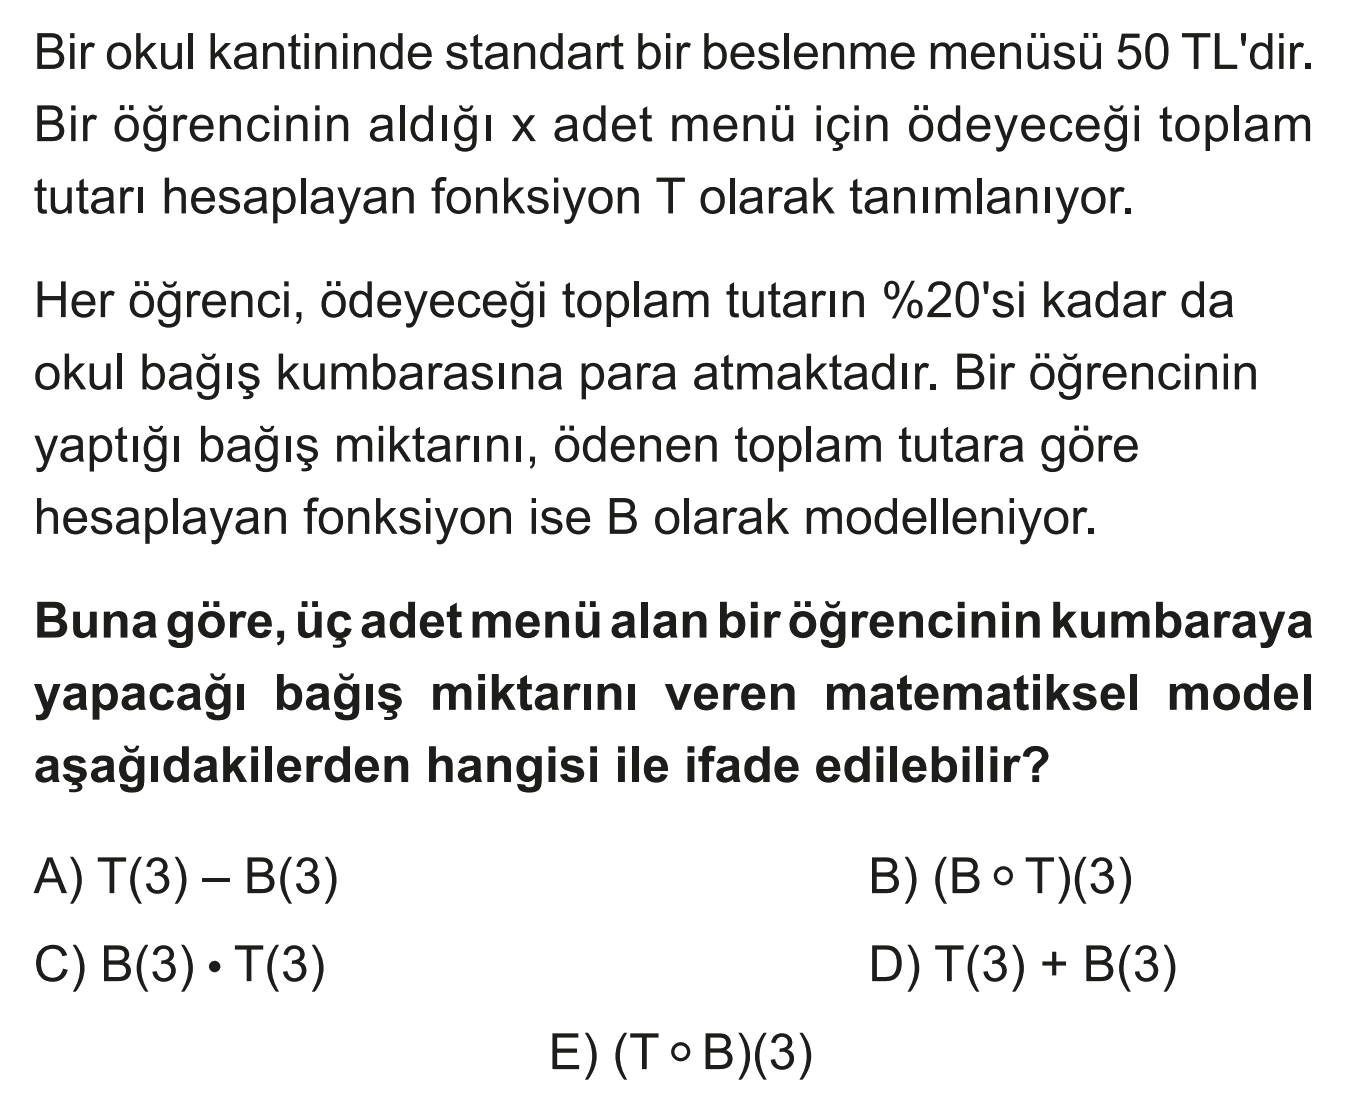 Bir okul kantininde standart bir beslenme menüsü 50 TL'dir.
Bir öğrencinin aldığı x adet menü için ödeyeceği toplam
tutarı hesaplayan fonksiyon T olarak tanımlanıyor.
Her öğrenci, ödeyeceği toplam tutarın %20'si kadar da
okul bağış kumbarasına para atmaktadır. Bir öğrencinin
yaptığı bağış miktarını, ödenen toplam tutara göre
hesaplayan fonksiyon ise B olarak modelleniyor.
Buna göre, üç adet menü alan bir öğrencinin kumbaraya
yapacağı bağış miktarını veren matematiksel model
aşağıdakilerden hangisi ile ifade edilebilir?
A) T(3) – B(3) B) (B ∘ T)(3)
C) B(3) • T(3) D) T(3) + B(3)
E) (T ∘ B)(3)